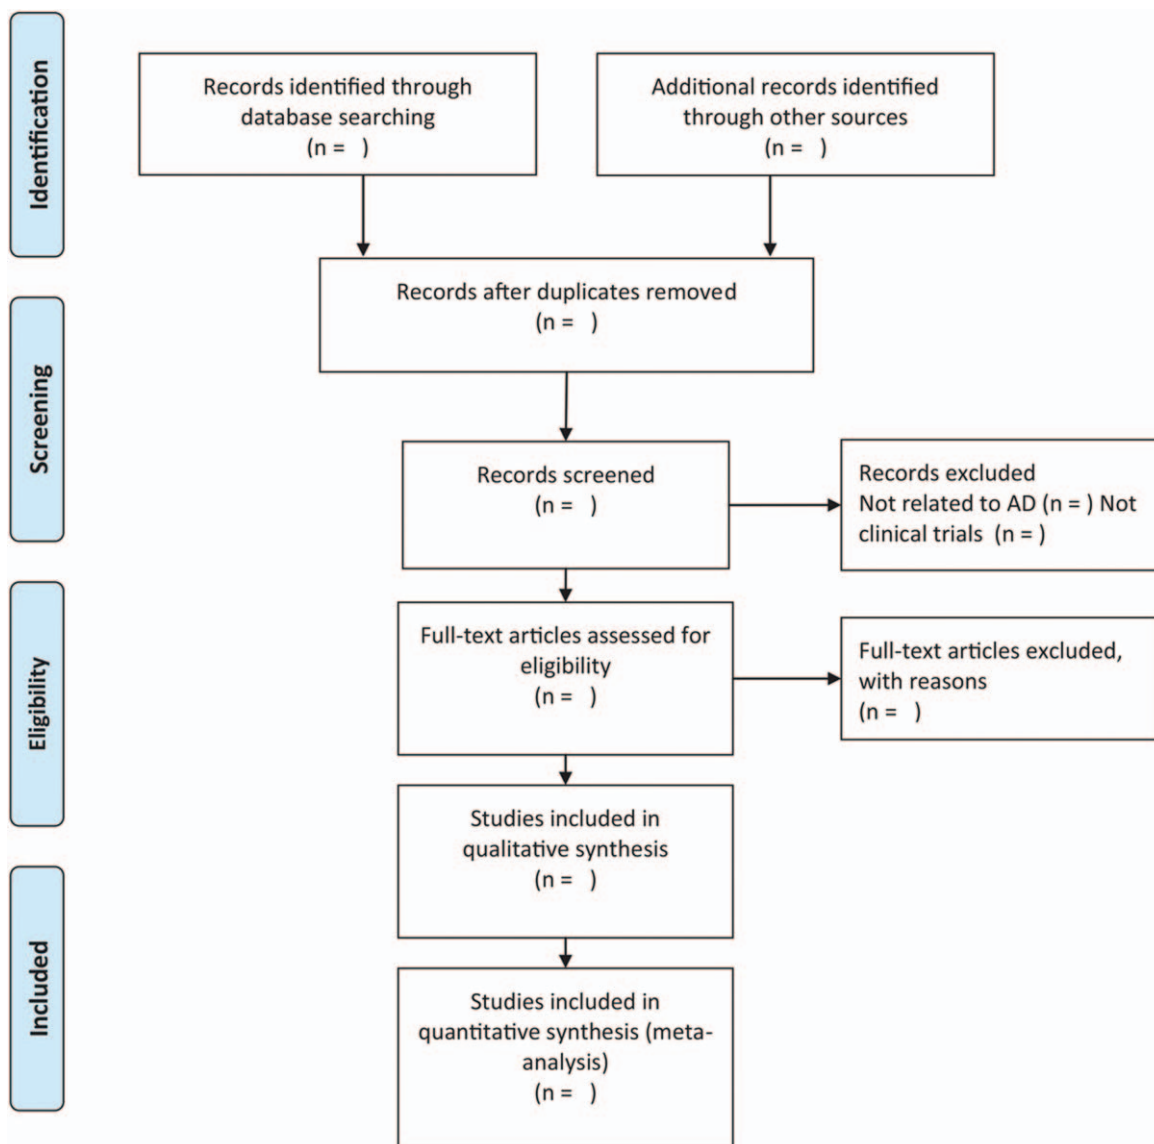 Identification
Records identified through
database searching
(n =   )
Additional records identified
through other sources
(n =   )
Records after duplicates removed
(n =   )
Screening
Records screened
(n =   )
Records excluded
Not related to AD (n = ) Not
clinical trials  (n = )
Eligibility
Full-text articles assessed for
eligibility
(n =   )
Full-text articles excluded,
with reasons
(n =   )
Studies included in
qualitative synthesis
(n =   )
Included
Studies included in
quantitative synthesis (meta-
analysis)
(n =   )